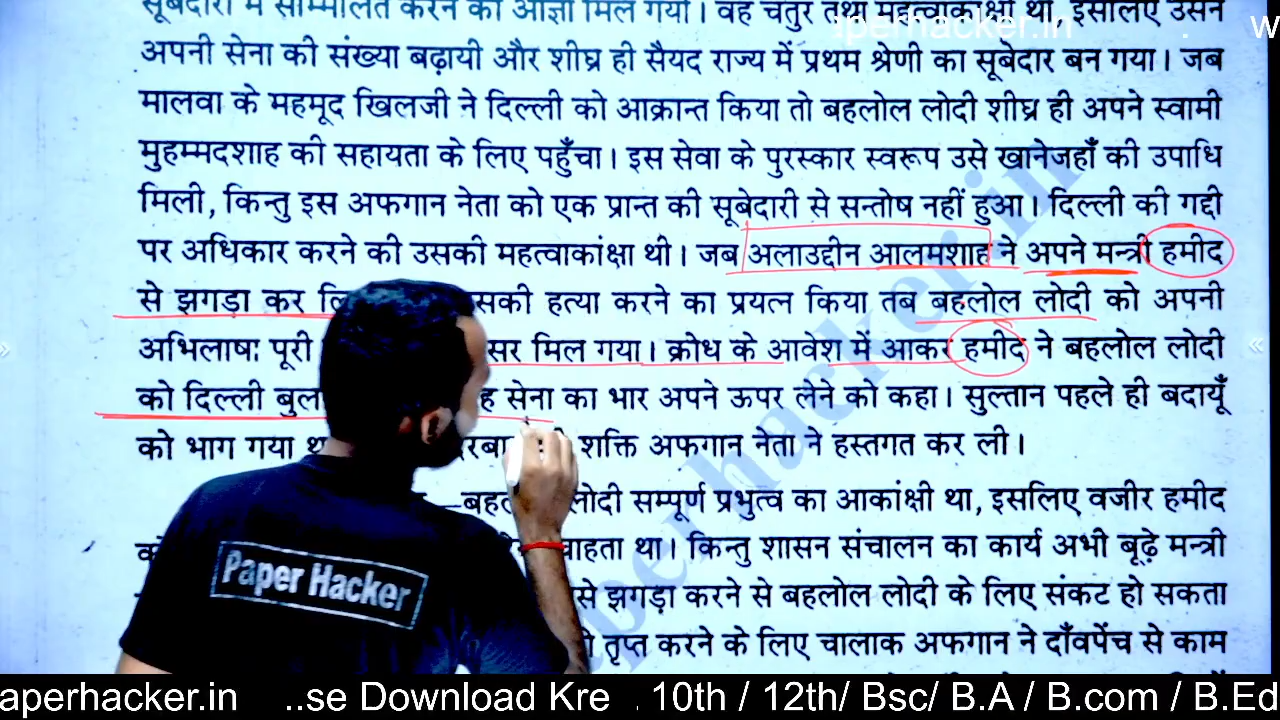 सूबेदारी में सम्मिलित करने की आज्ञा मिल गयी। वह चतुर तथा महत्वाकांक्षी था, इसलिए उसने
perhacker.in
अपनी सेना की संख्या बढ़ायी और शीघ्र ही सैयद राज्य में प्रथम श्रेणी का सूबेदार बन गया। जब
मालवा के महमूद खिलजी ने दिल्ली को आक्रान्त किया तो बहलोल लोदी शीघ्र ही अपने स्वामी
मुहम्मदशाह की सहायता के लिए पहुँचा। इस सेवा के पुरस्कार स्वरूप उसे खानेजहाँ की उपाधि
मिली, किन्तु इस अफगान नेता को एक प्रान्त की सूबेदारी से सन्तोष नहीं हुआ। दिल्ली की गद्दी
पर अधिकार करने की उसकी महत्वाकांक्षा थी। जब अलाउद्दीन आलमशाह ने अपने मन्त्री हमीद
से झगड़ा कर सकी हत्या करने का प्रयत्न किया तब बहलोल लोदी को अपनी
अभिलाषा पूरी सर मिल गया। क्रोध के आवेश में आकर हमीद ने बहलोल लोदी
को दिल्ली बुला ह सेना का भार अपने ऊपर लेने को कहा। सुल्तान पहले ही बदायूँ
को भाग गया शक्ति अफगान नेता ने हस्तगत कर ली।
लोदी सम्पूर्ण प्रभुत्व का आकांक्षी था, इसलिए वजीर हमीद
चाहता था। किन्तु शासन संचालन का कार्य अभी बूढ़े मन्त्री
से झगड़ा करने से बहलोल लोदी के लिए संकट हो सकता
तृप्त करने के लिए चालाक अफगान ने दाँवपेंच से काम
Paper Hacker
perhacker.in
aperhacker.in ..se Download Kre . 10th / 12th/ Bsc/ B.A / B.com / B.Ed